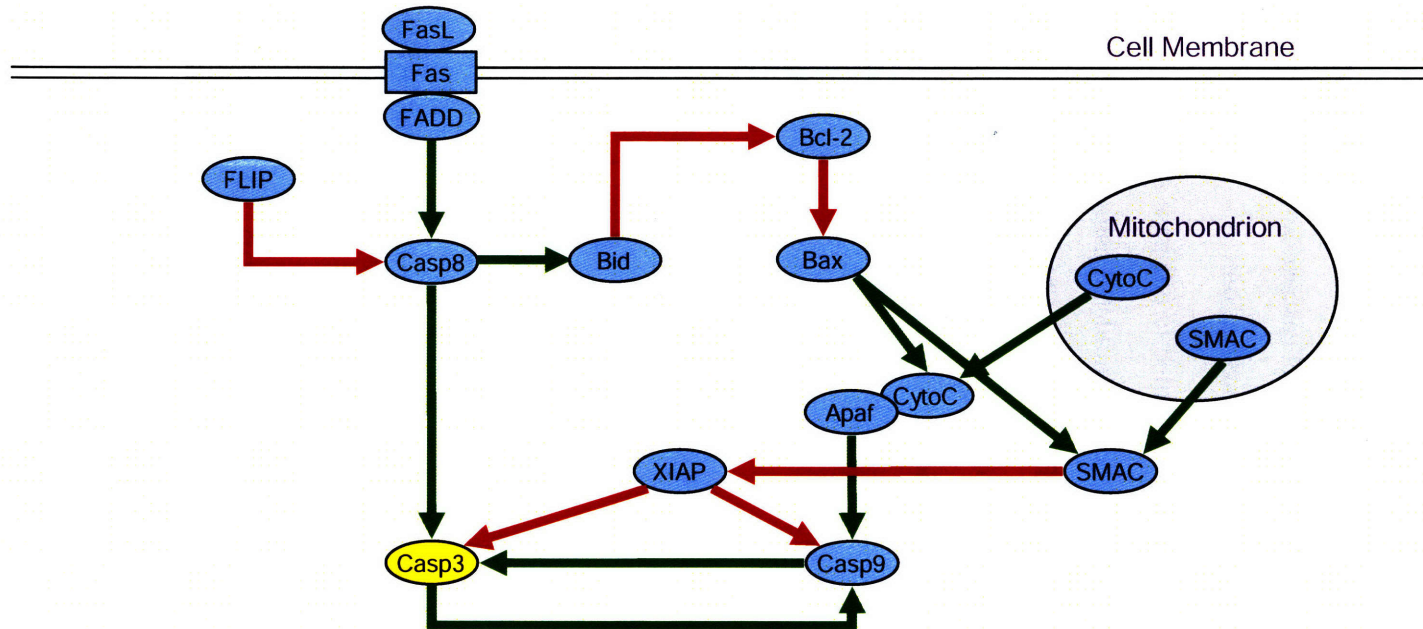 FasL
Cell Membrane
Fas
FADD
Bcl-2
FLIP
Mitochondrion
Casp8
Bid
Bax
CytoC
SMAC
CytoC
Apaf
XIAP
SMAC
Casp3
Casp9